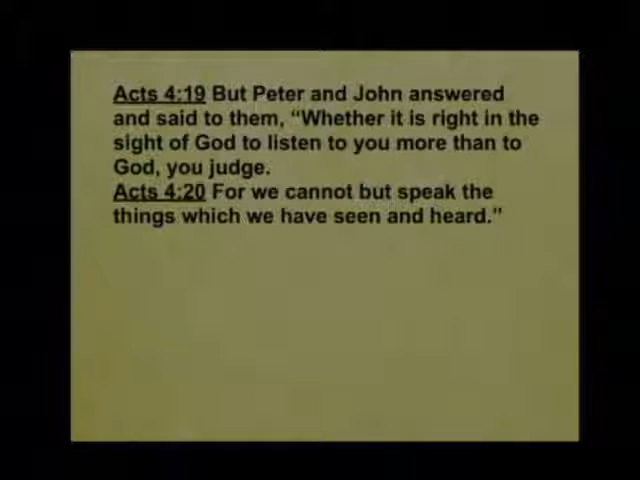 Acts 4:19 But Peter and John answered
and said to them, “Whether it is right in the
sight of God to listen to you more than to
God, you judge.
Acts 4:20 For we cannot but speak the
things which we have seen and heard.”